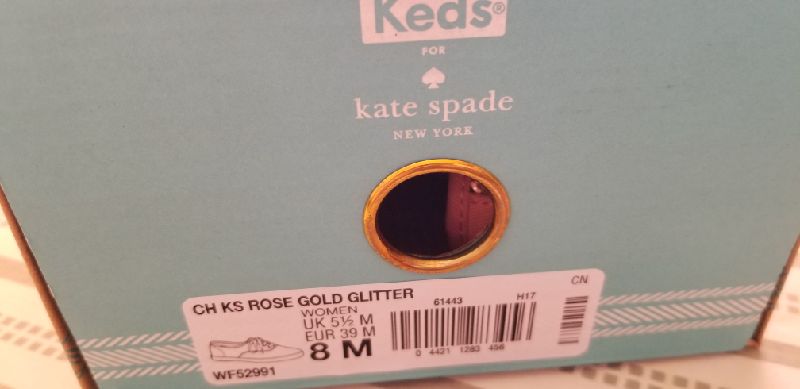 Keds®
FOR
kate spade
NEW YORK
CH KS ROSE GOLD GLITTER
WOMEN
UK 5½ M
EUR 39 M
8 M
WF52991
61443
H17
CN
0 4421 1283 456